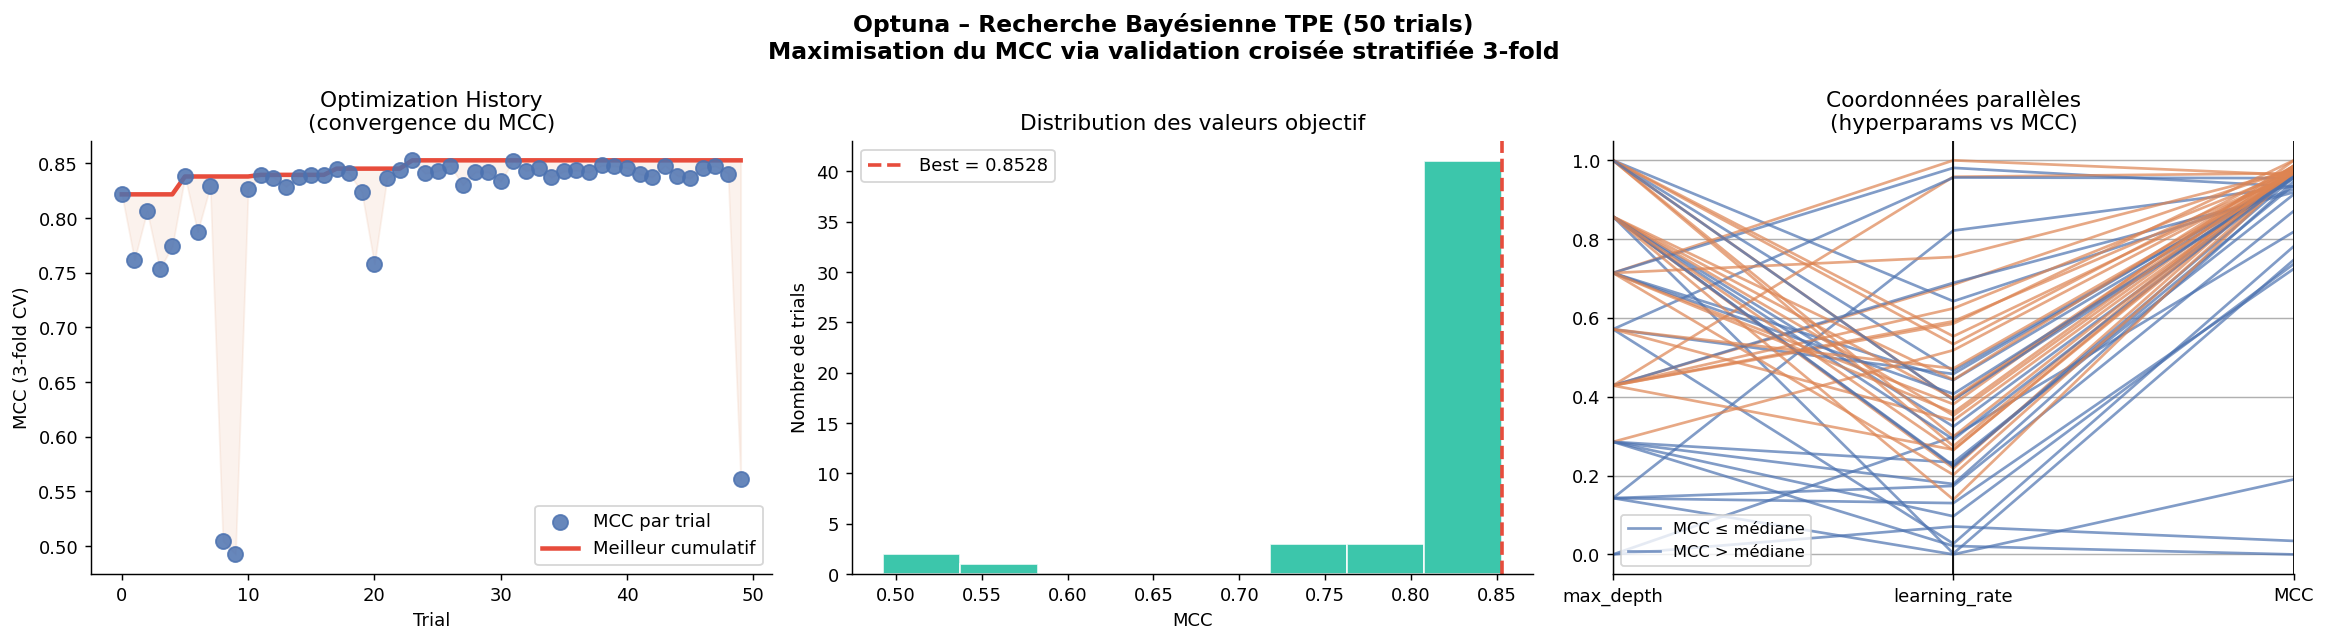 Optuna – Recherche Bayésienne TPE (50 trials)
Maximisation du MCC via validation croisée stratifiée 3-fold
Optimization History
(convergence du MCC)
MCC (3-fold CV)
0.85
0.80
0.75
0.70
0.65
0.60
0.55
0.50
0 10 20 30 40 50
Trial
MCC par trial
Meilleur cumulatif
Distribution des valeurs objectif
Nombre de trials
40
35
30
25
20
15
10
5
0
0.50 0.55 0.60 0.65 0.70 0.75 0.80 0.85
MCC
Best = 0.8528
Coordonnées parallèles
(hyperparams vs MCC)
1.0
0.8
0.6
0.4
0.2
0.0
MCC ≤ médiane
MCC > médiane
max_depth learning_rate MCC